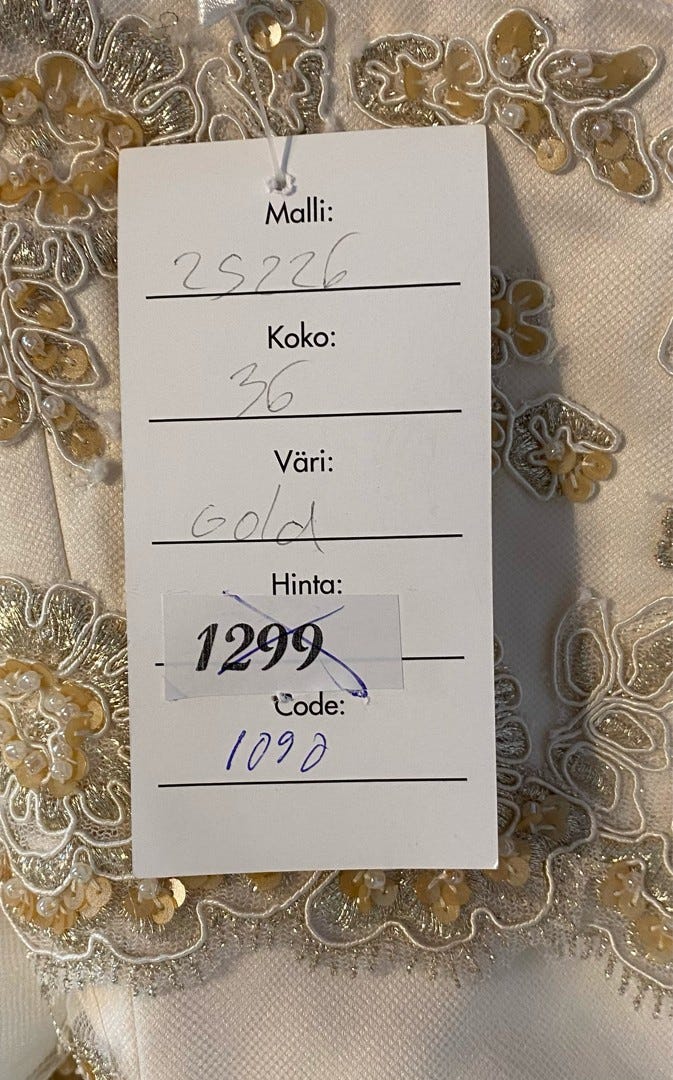 Malli:
25226
Koko:
36
Väri:
Gold
Hinta:
1299
Code:
1090